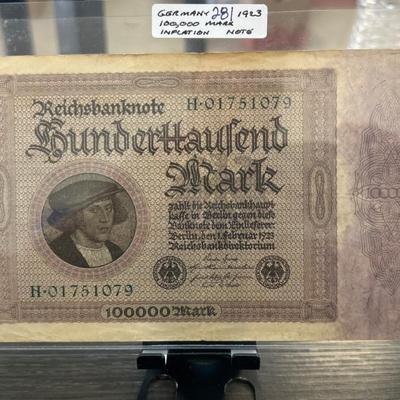 GERMANY 281 1923
100,000 MARK
INFLATION NOTE
Reichsbanknote H·01751079
Hunderttausend
Mark
zahlt die Reichsbankhaupt-
kasse in Berlin gegen diese
Banknote dem Einlieferer
Berlin, den 1. Februar 1923
Reichsbankdirektorium
H·01751079
100000 Mark